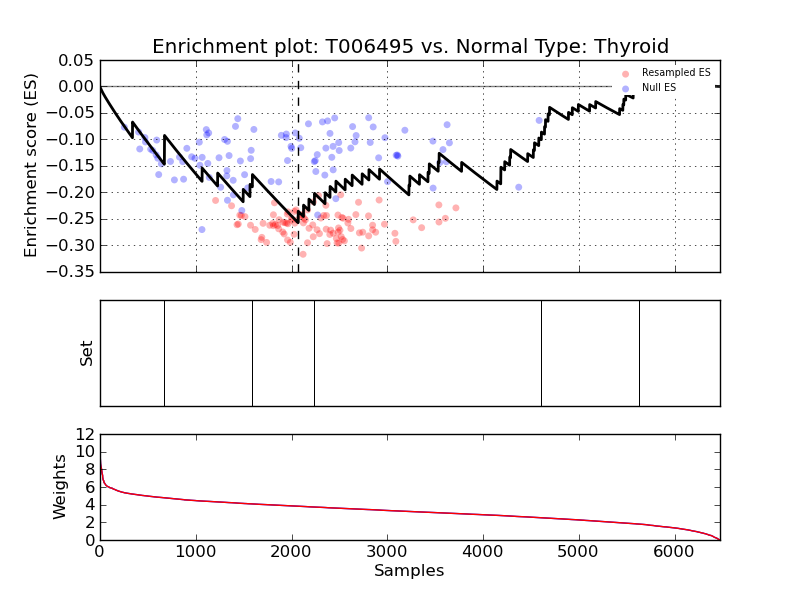 Enrichment plot: T006495 vs. Normal Type: Thyroid
Enrichment score (ES)
0.05
0.00
−0.05
−0.10
−0.15
−0.20
−0.25
−0.30
−0.35
Resampled ES
Null ES
Set
Weights
12
10
8
6
4
2
0
0 1000 2000 3000 4000 5000 6000
Samples